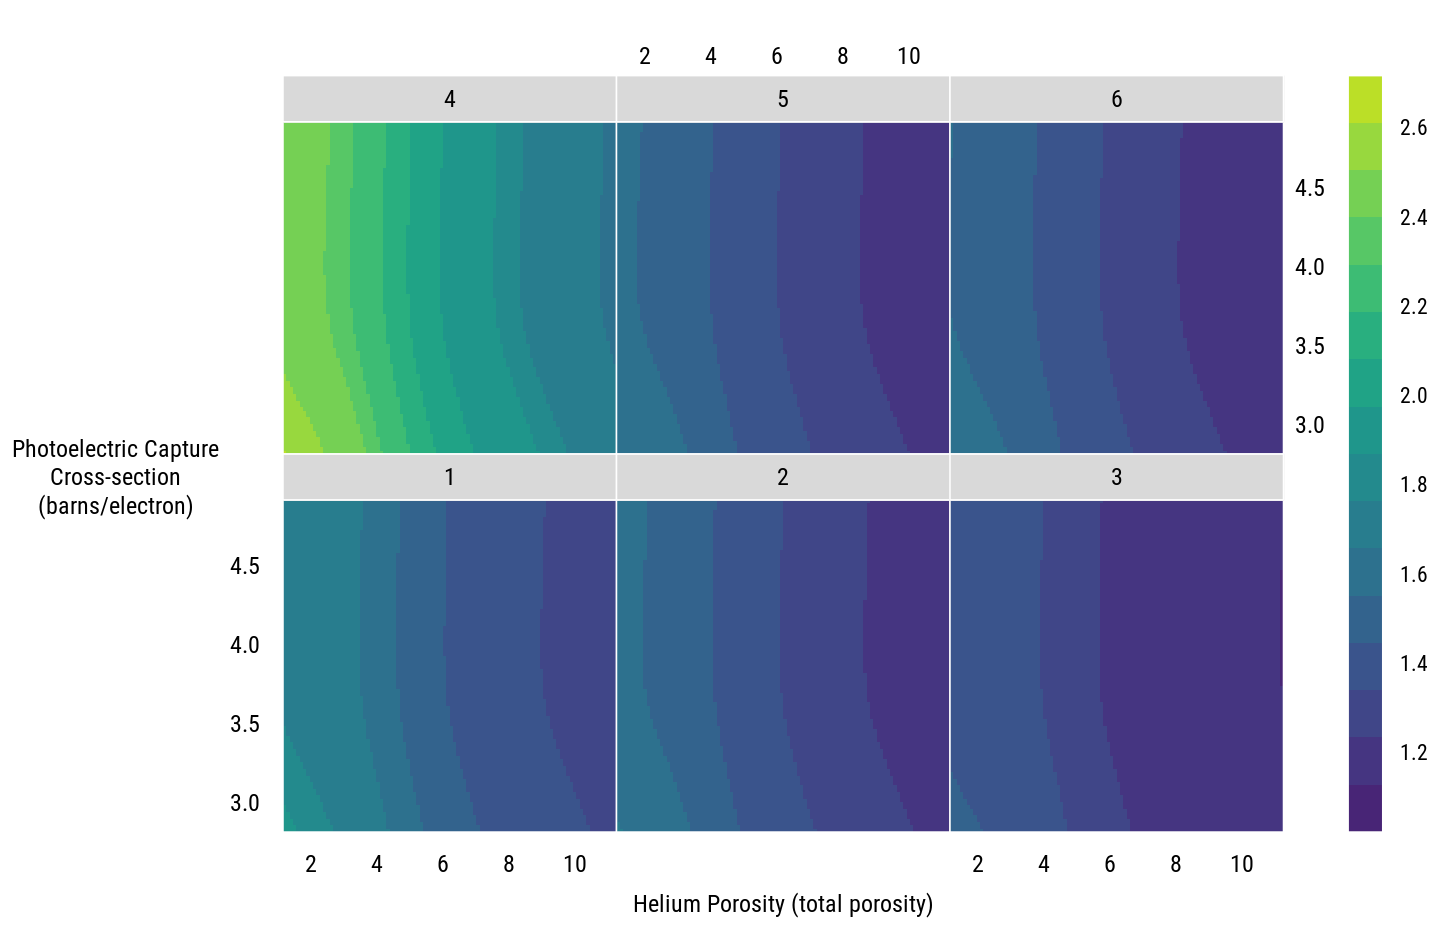 2 4 6 8 10
4 5 6
2.6
4.5
2.4
4.0
2.2
3.5
2.0
3.0
Photoelectric Capture
Cross-section
(barns/electron)
1 2 3
1.8
4.5
1.6
4.0
1.4
3.5
1.2
3.0
2 4 6 8 10 2 4 6 8 10
Helium Porosity (total porosity)